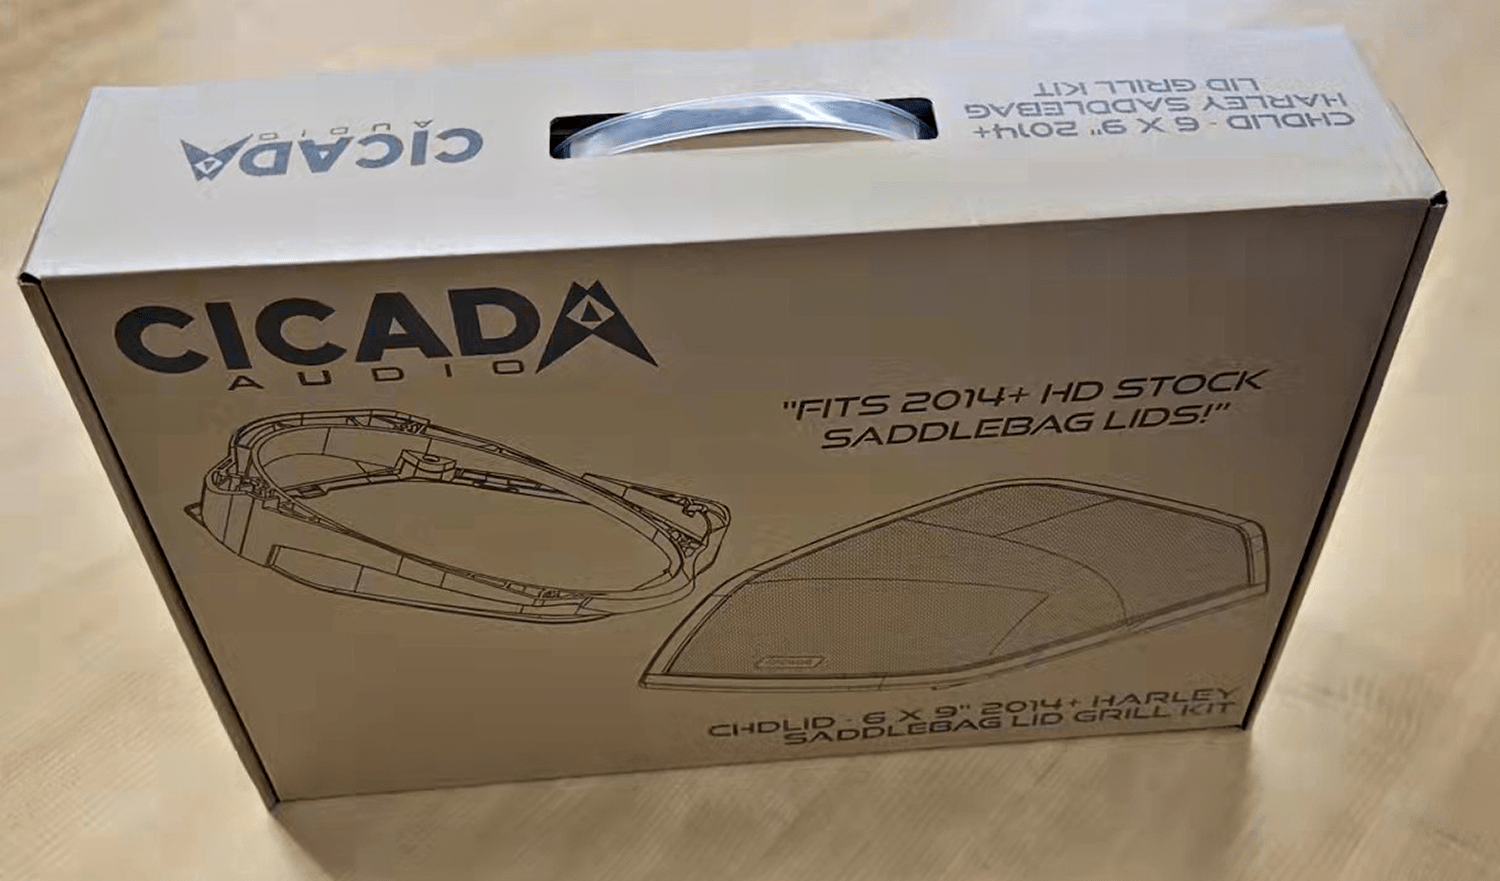 CICADA
AUDIO
CHDLID - 6 X 9" 2014+
HARLEY SADDLEBAG
LID GRILL KIT
CICADA
AUDIO
"FITS 2014+ HD STOCK
SADDLEBAG LIDS!"
CICADA
CHDLID - 6 X 9" 2014+ HARLEY
SADDLEBAG LID GRILL KIT